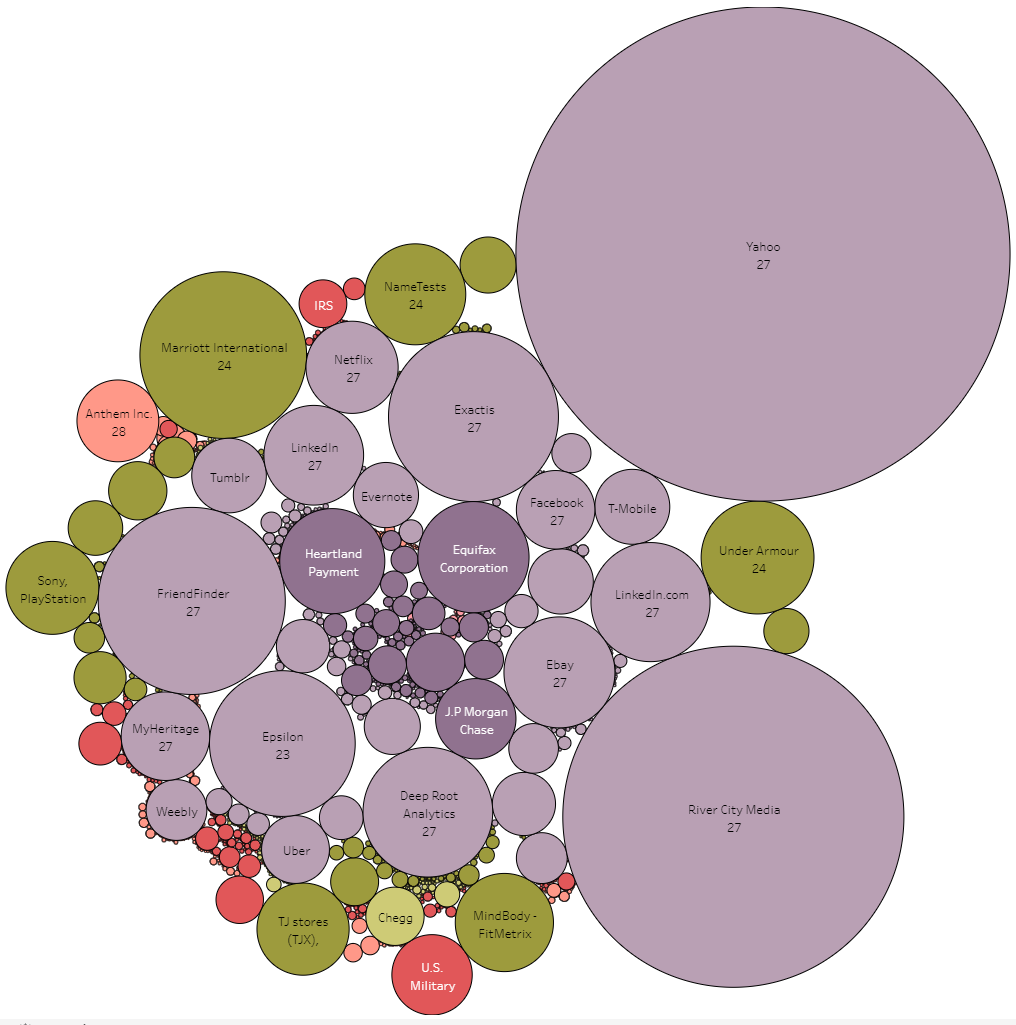 Yahoo
27
NameTests
24
IRS
Marriott International
24
Netflix
27
Anthem Inc.
28
Exactis
27
LinkedIn
27
Tumblr
Evernote
Facebook
27
T-Mobile
Heartland
Payment
Equifax
Corporation
Under Armour
24
Sony,
PlayStation
FriendFinder
27
LinkedIn.com
27
Ebay
27
J.P Morgan
Chase
MyHeritage
27
Epsilon
23
Deep Root
Analytics
27
River City Media
27
Weebly
Uber
TJ stores
(TJX),
Chegg
MindBody -
FitMetrix
U.S.
Military